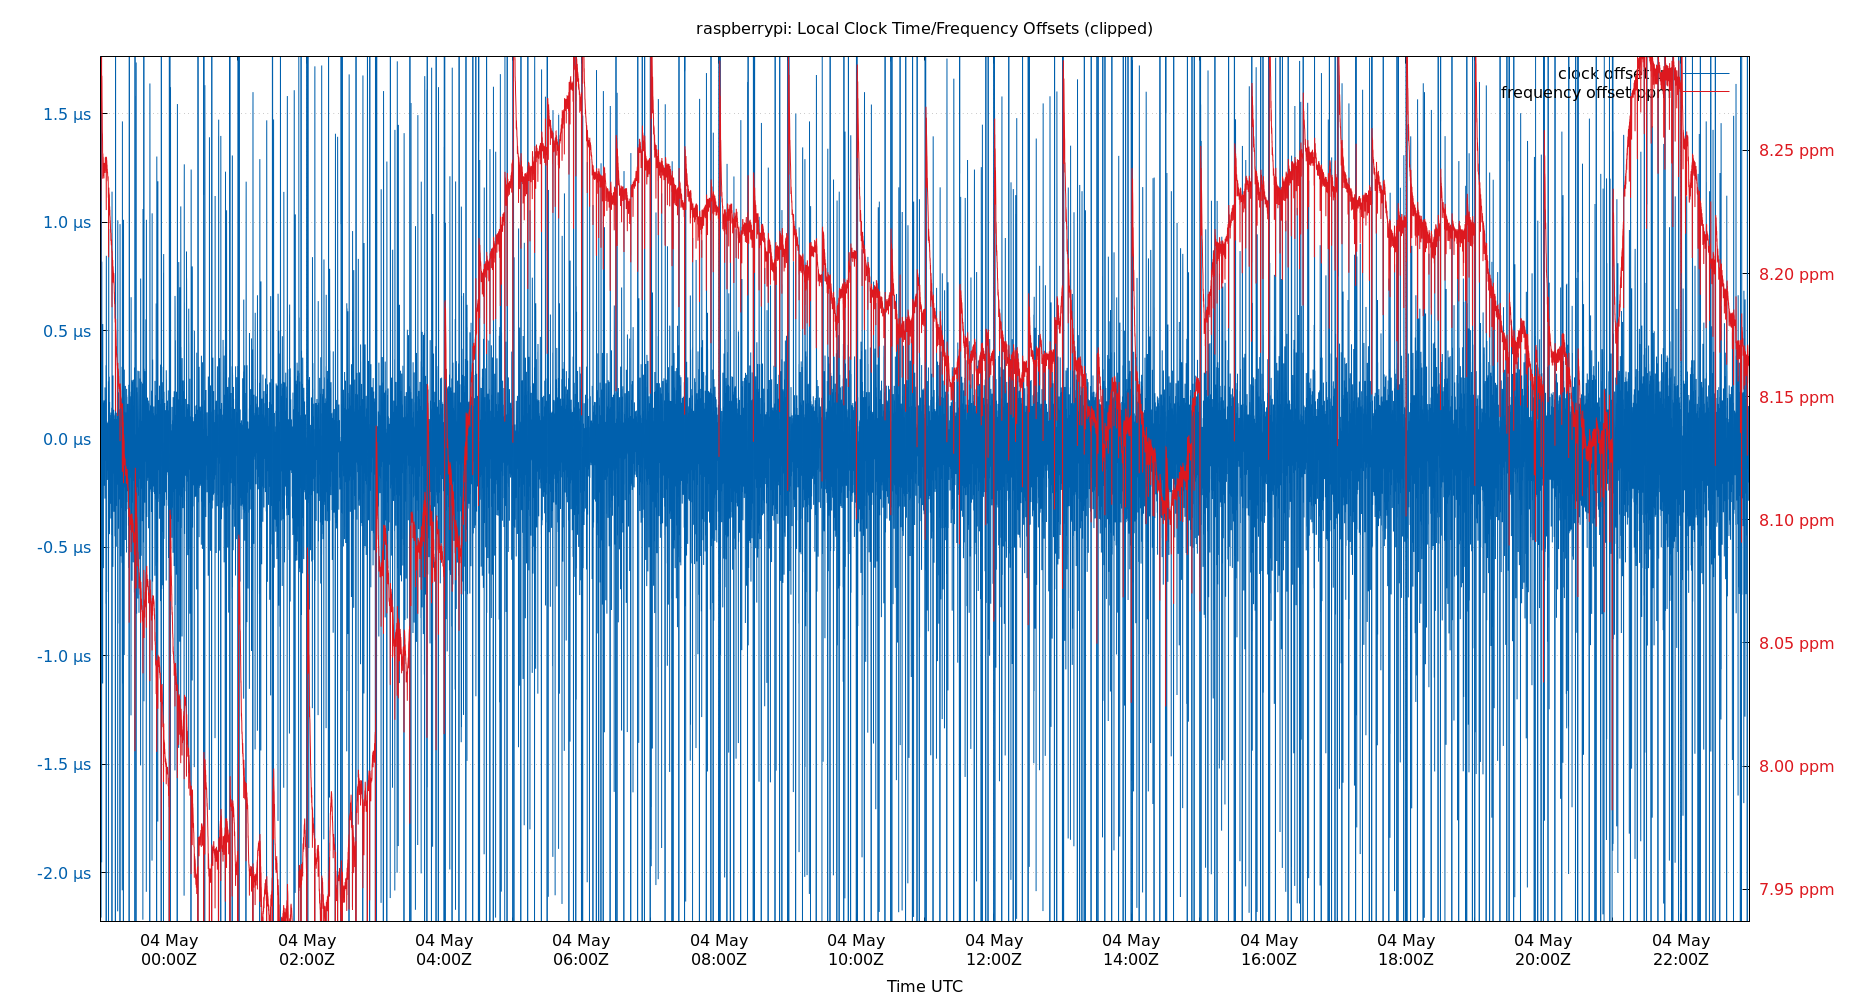 raspberrypi: Local Clock Time/Frequency Offsets (clipped)
clock offset
frequency offset ppm
1.5 µs
1.0 µs
0.5 µs
0.0 µs
-0.5 µs
-1.0 µs
-1.5 µs
-2.0 µs
8.25 ppm
8.20 ppm
8.15 ppm
8.10 ppm
8.05 ppm
8.00 ppm
7.95 ppm
04 May 04 May 04 May 04 May 04 May 04 May 04 May 04 May 04 May 04 May 04 May 04 May
00:00Z 02:00Z 04:00Z 06:00Z 08:00Z 10:00Z 12:00Z 14:00Z 16:00Z 18:00Z 20:00Z 22:00Z
Time UTC